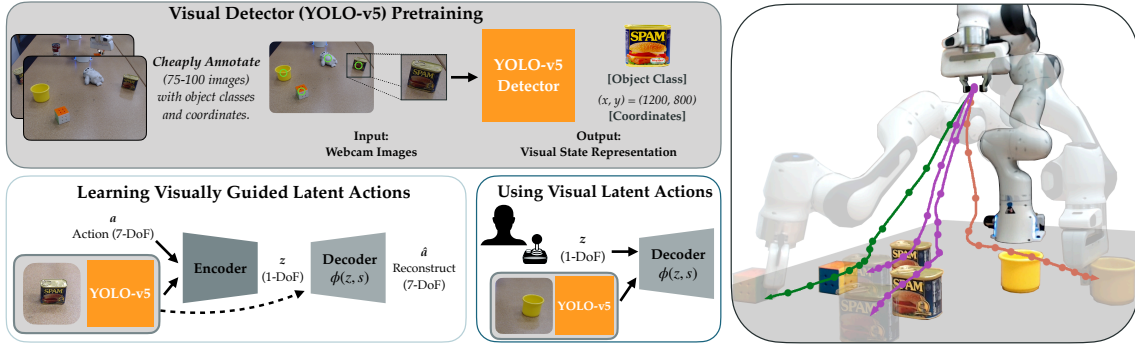 Visual Detector (YOLO-v5) Pretraining
Cheaply Annotate
(75-100 images)
with object classes
and coordinates.
SPAM
Input:
Webcam Images
YOLO-v5
Detector
SPAM
[Object Class]
(x, y) = (1200, 800)
[Coordinates]
Output:
Visual State Representation
Learning Visually Guided Latent Actions
a
Action (7-DoF)
SPAM
YOLO-v5
Encoder
z
(1-DoF)
Decoder
ϕ(z, s)
â
Reconstruct
(7-DoF)
Using Visual Latent Actions
z
(1-DoF)
YOLO-v5
Decoder
ϕ(z, s)
SPAM
SPAM
SPAM